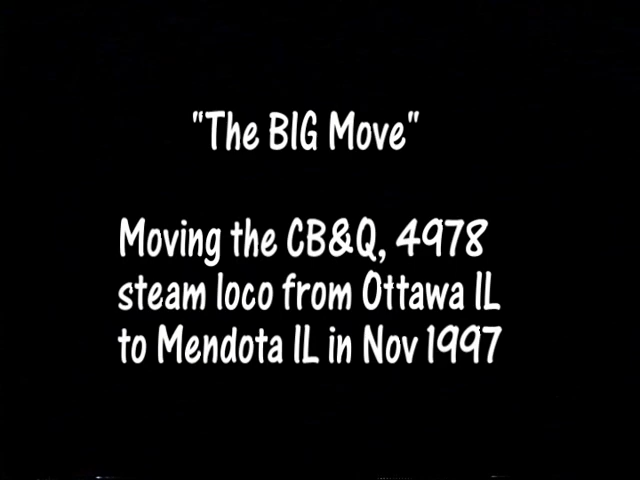 "The BIG Move"
Moving the CB&Q, 4978
steam loco from Ottawa IL
to Mendota IL in Nov 1997